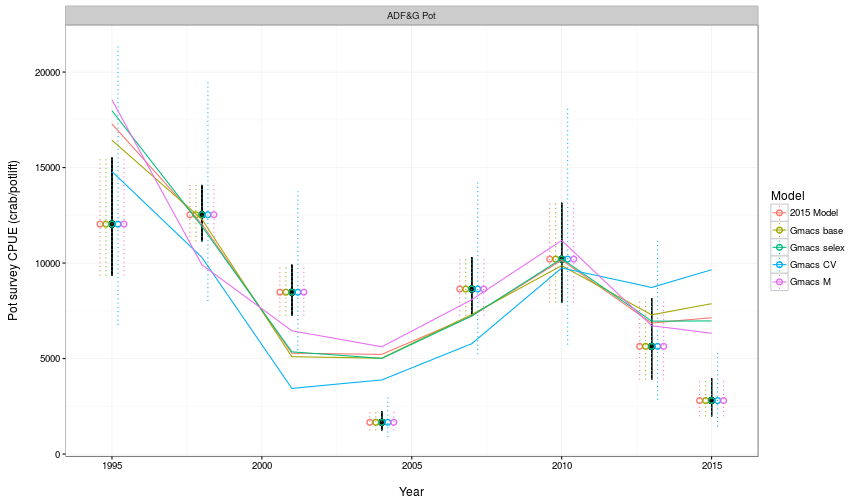 ADF&G Pot
Pot survey CPUE (crab/potlift)
20000
15000
10000
5000
0
1995
2000
2005
2010
2015
Year
Model
2015 Model
Gmacs base
Gmacs selex
Gmacs CV
Gmacs M